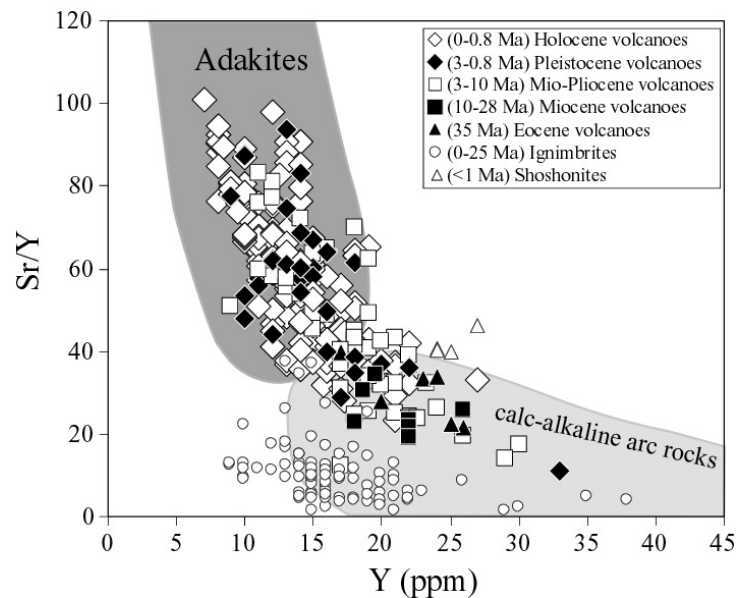 120
100
80
60
40
20
0
Sr/Y
Adakites
(0-0.8 Ma) Holocene volcanoes
(3-0.8 Ma) Pleistocene volcanoes
(3-10 Ma) Mio-Pliocene volcanoes
(10-28 Ma) Miocene volcanoes
(35 Ma) Eocene volcanoes
(0-25 Ma) Ignimbrites
(<1 Ma) Shoshonites
calc-alkaline arc rocks
0 5 10 15 20 25 30 35 40 45
Y (ppm)